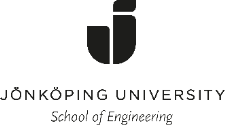 JÖNKÖPING UNIVERSITY
School of Engineering